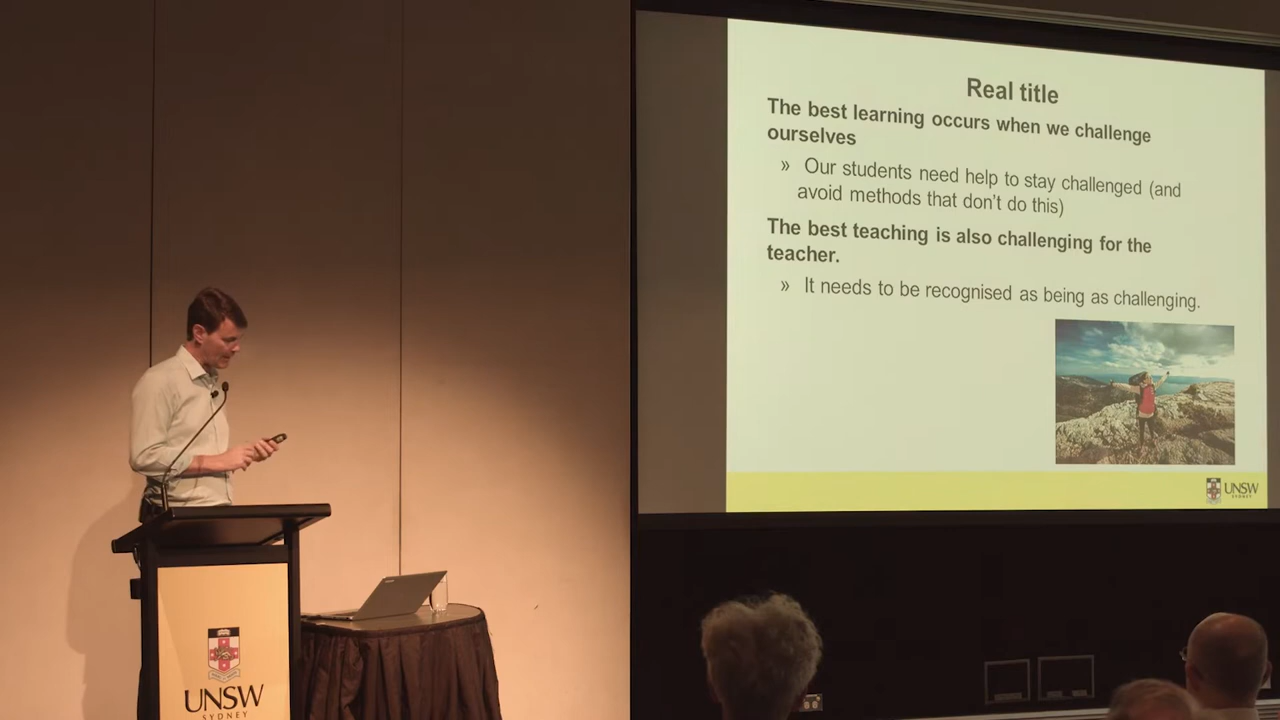 Real title
The best learning occurs when we challenge
ourselves
» Our students need help to stay challenged (and
avoid methods that don't do this)
The best teaching is also challenging for the
teacher.
» It needs to be recognised as being as challenging.
UNSW
SYDNEY
UNSW
SYDNEY